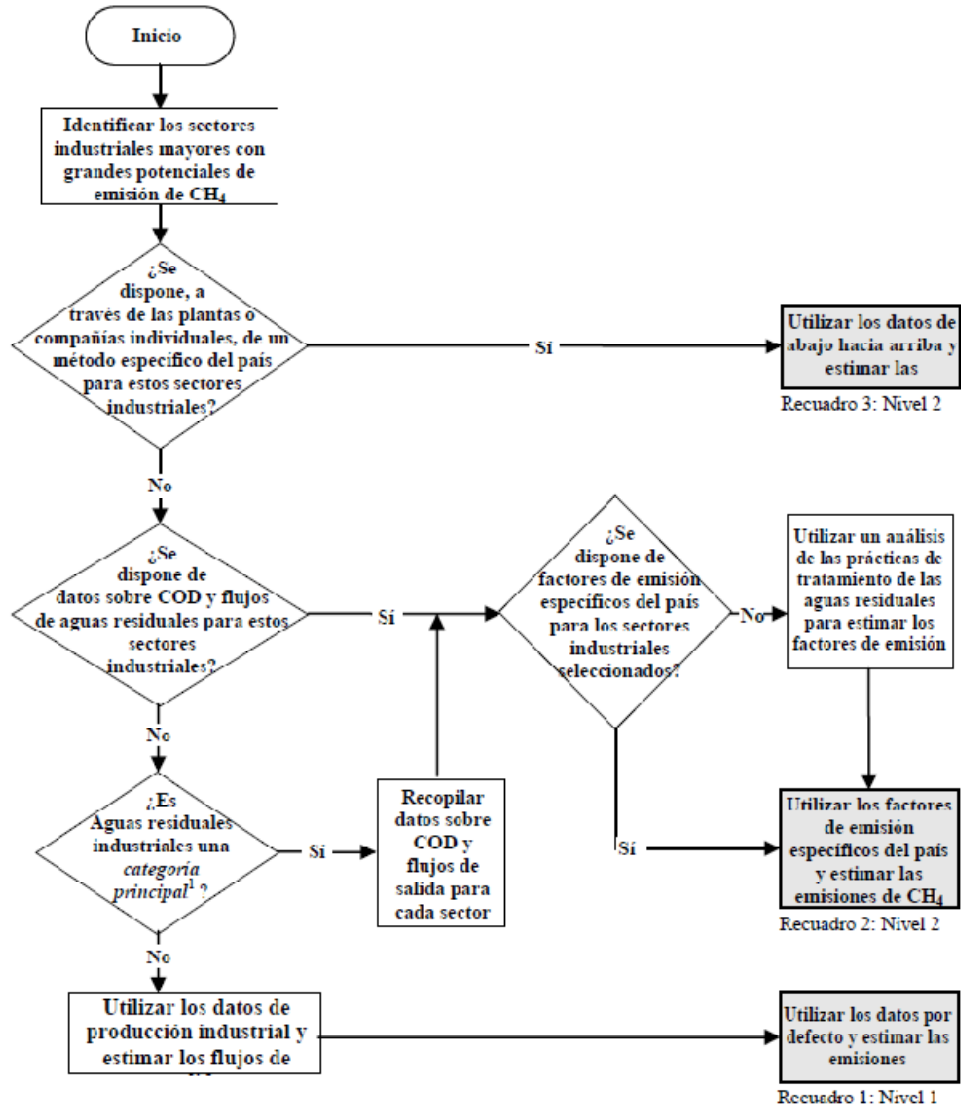 Inicio
Identificar los sectores
industriales mayores con
grandes potenciales de
emisión de CH4
¿Se
dispone, a
través de las plantas o
compañías individuales, de un
método específico del país
para estos sectores
industriales?
Sí
Utilizar los datos de
abajo hacia arriba y
estimar las
Recuadro 3: Nivel 2
No
¿Se
dispone de
datos sobre COD y flujos
de aguas residuales para estos
sectores
industriales?
Sí
¿Se
dispone de
factores de emisión
específicos del país
para los sectores
industriales
seleccionados?
No
Utilizar un análisis
de las prácticas de
tratamiento de las
aguas residuales
para estimar los
factores de emisión
No
¿Es
Aguas residuales
industriales una
categoría
principal1 ?
Sí
Recopilar
datos sobre
COD y
flujos de
salida para
cada sector
Sí
Utilizar los factores
de emisión
específicos del país
y estimar las
emisiones de CH4
Recuadro 2: Nivel 2
No
Utilizar los datos de
producción industrial y
estimar los flujos de
Utilizar los datos por
defecto y estimar las
emisiones
Recuadro 1: Nivel 1